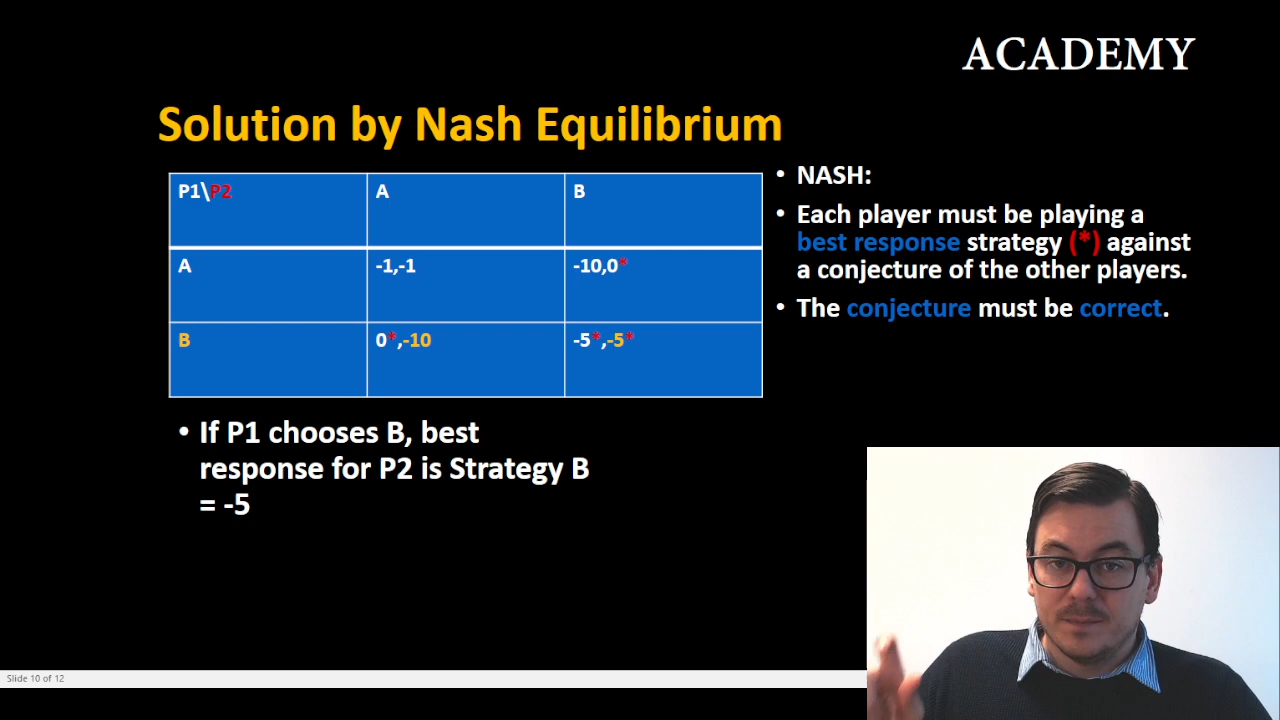 ACADEMY
Solution by Nash Equilibrium
P1\P2 A B
A -1,-1 -10,0*
B 0*,-10 -5*,-5*
• NASH:
• Each player must be playing a
best response strategy (*) against
a conjecture of the other players.
• The conjecture must be correct.
• If P1 chooses B, best
response for P2 is Strategy B
= -5
Slide 10 of 12